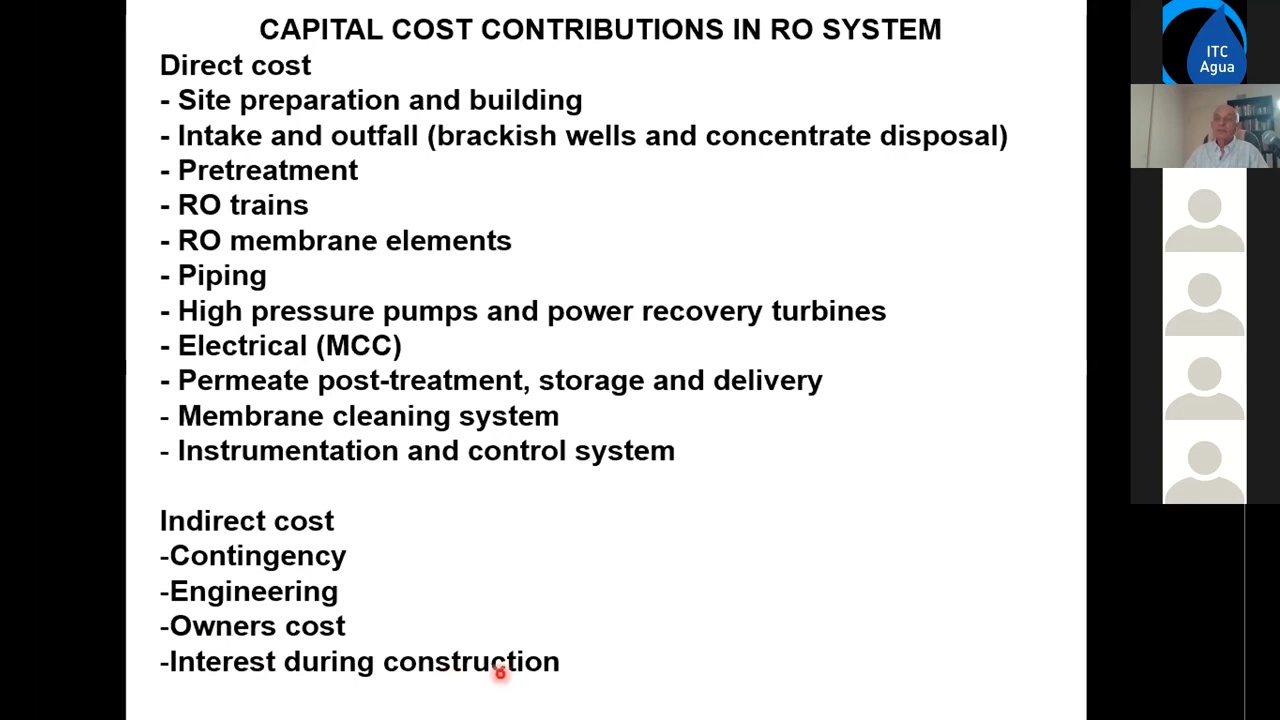 CAPITAL COST CONTRIBUTIONS IN RO SYSTEM
Direct cost
- Site preparation and building
- Intake and outfall (brackish wells and concentrate disposal)
- Pretreatment
- RO trains
- RO membrane elements
- Piping
- High pressure pumps and power recovery turbines
- Electrical (MCC)
- Permeate post-treatment, storage and delivery
- Membrane cleaning system
- Instrumentation and control system
Indirect cost
-Contingency
-Engineering
-Owners cost
-Interest during construction
ITC
Agua